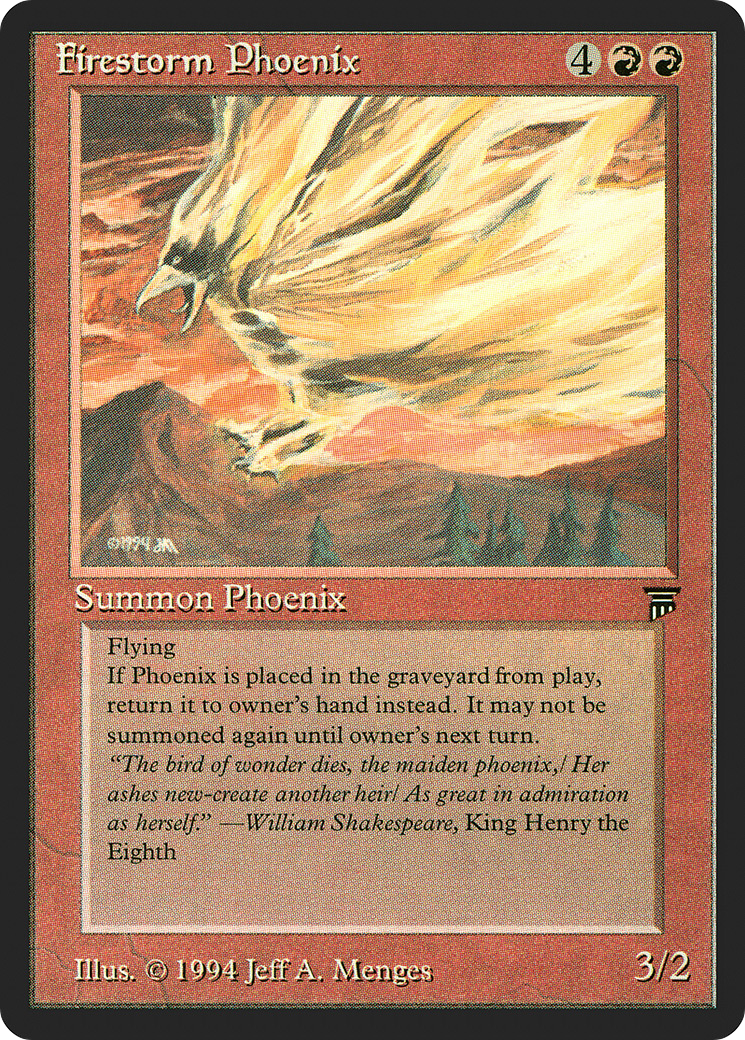 Firestorm Phoenix 4
©1994 JAM
Summon Phoenix
Flying
If Phoenix is placed in the graveyard from play,
return it to owner's hand instead. It may not be
summoned again until owner's next turn.
“The bird of wonder dies, the maiden phoenix,/ Her
ashes new-create another heir/ As great in admiration
as herself.” —William Shakespeare, King Henry the
Eighth
Illus. © 1994 Jeff A. Menges 3/2